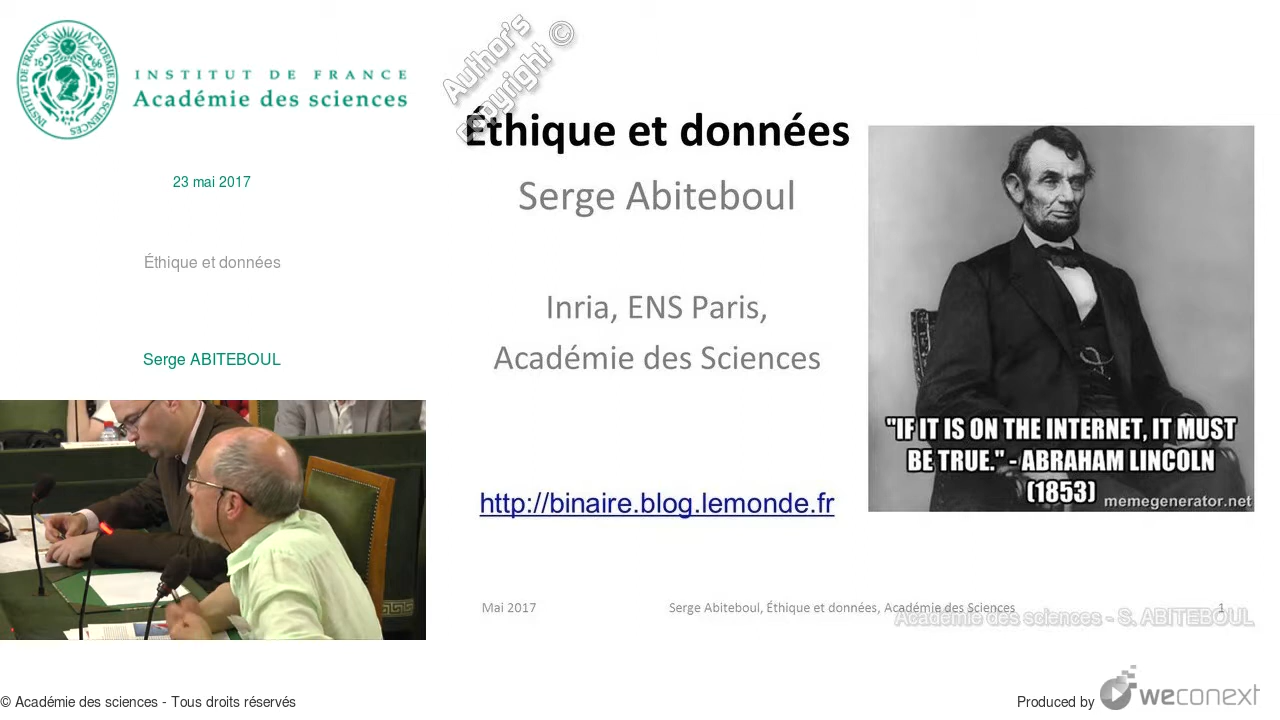 INSTITUT DE FRANCE
Académie des sciences
23 mai 2017
Éthique et données
Serge ABITEBOUL
Author's
Copyright ©
Éthique et données
Serge Abiteboul
Inria, ENS Paris,
Académie des Sciences
http://binaire.blog.lemonde.fr
"IF IT IS ON THE INTERNET, IT MUST
BE TRUE." - ABRAHAM LINCOLN
(1853)
memegenerator.net
Mai 2017
Serge Abiteboul, Éthique et données, Académie des Sciences
1
Académie des sciences - S. ABITEBOUL
© Académie des sciences - Tous droits réservés
Produced by
weconext